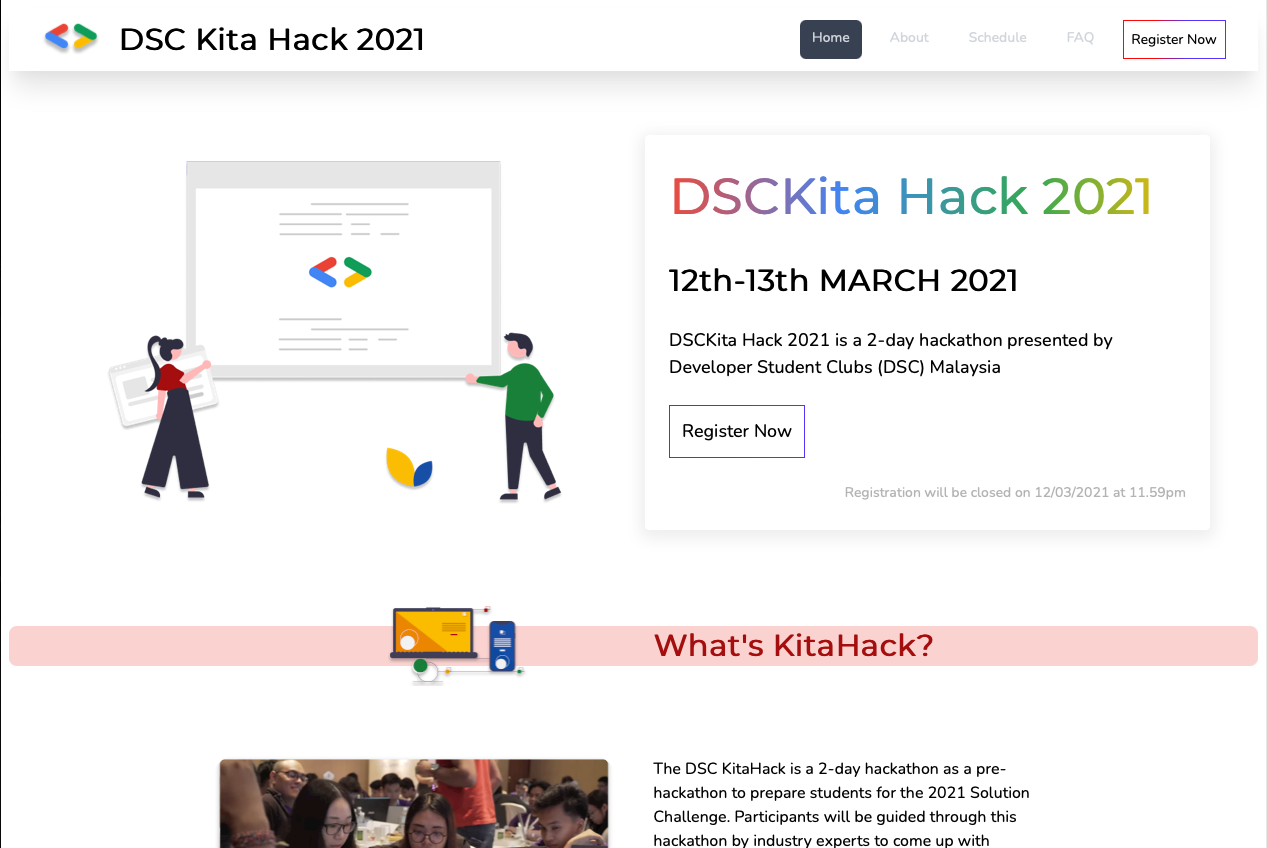 DSC Kita Hack 2021
Home
About
Schedule
FAQ
Register Now
DSCKita Hack 2021
12th-13th MARCH 2021
DSCKita Hack 2021 is a 2-day hackathon presented by
Developer Student Clubs (DSC) Malaysia
Register Now
Registration will be closed on 12/03/2021 at 11.59pm
What's KitaHack?
The DSC KitaHack is a 2-day hackathon as a pre-
hackathon to prepare students for the 2021 Solution
Challenge. Participants will be guided through this
hackathon by industry experts to come up with